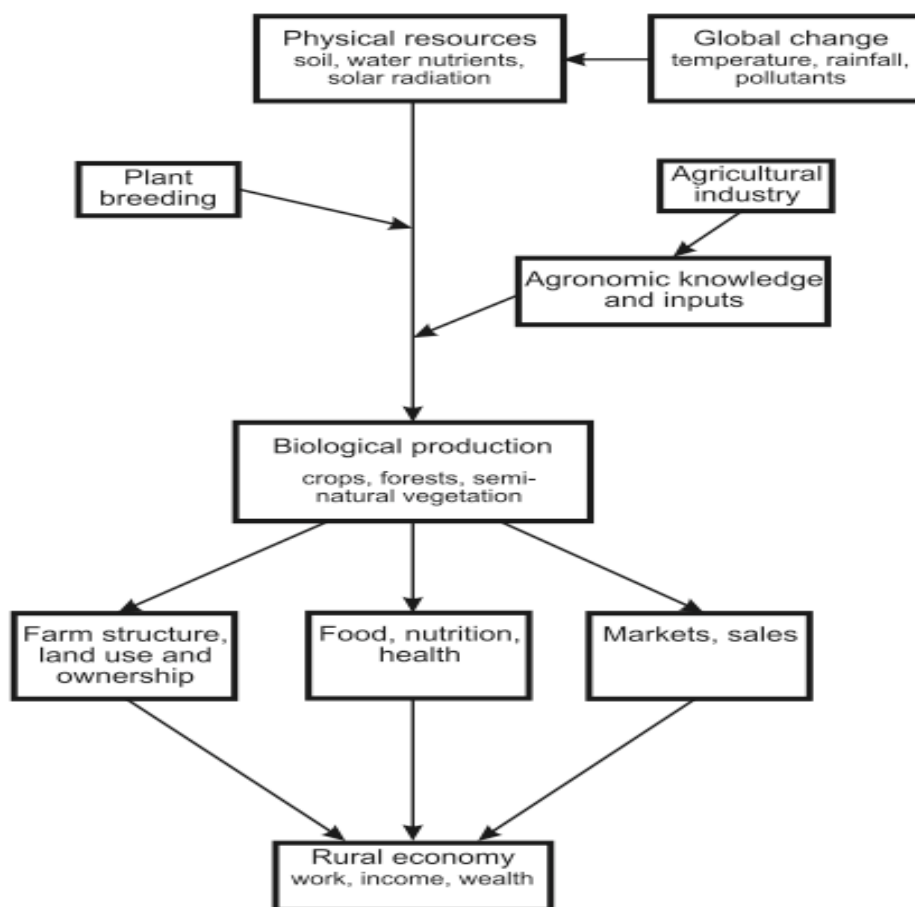 Physical resources
soil, water nutrients,
solar radiation
Global change
temperature, rainfall,
pollutants
Plant
breeding
Agricultural
industry
Agronomic knowledge
and inputs
Biological production
crops, forests, semi-
natural vegetation
Farm structure,
land use and
ownership
Food, nutrition,
health
Markets, sales
Rural economy
work, income, wealth